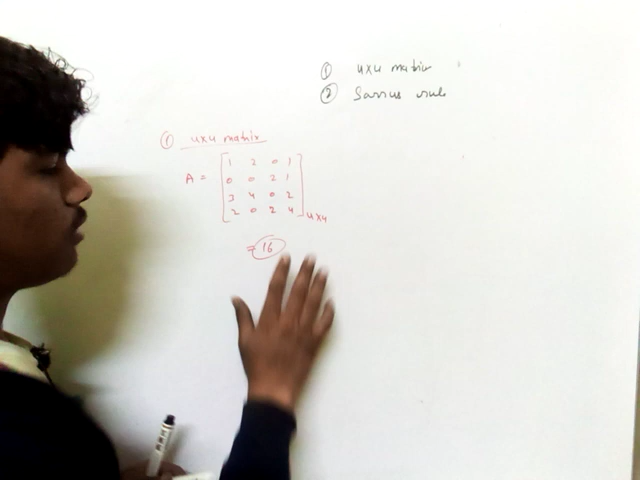 ① 4x4 matrix
② Sarrus rule
① 4x4 matrix
A = [1 2 0 1
0 0 2 1
3 4 0 2
2 0 2 4] 4x4
= 16